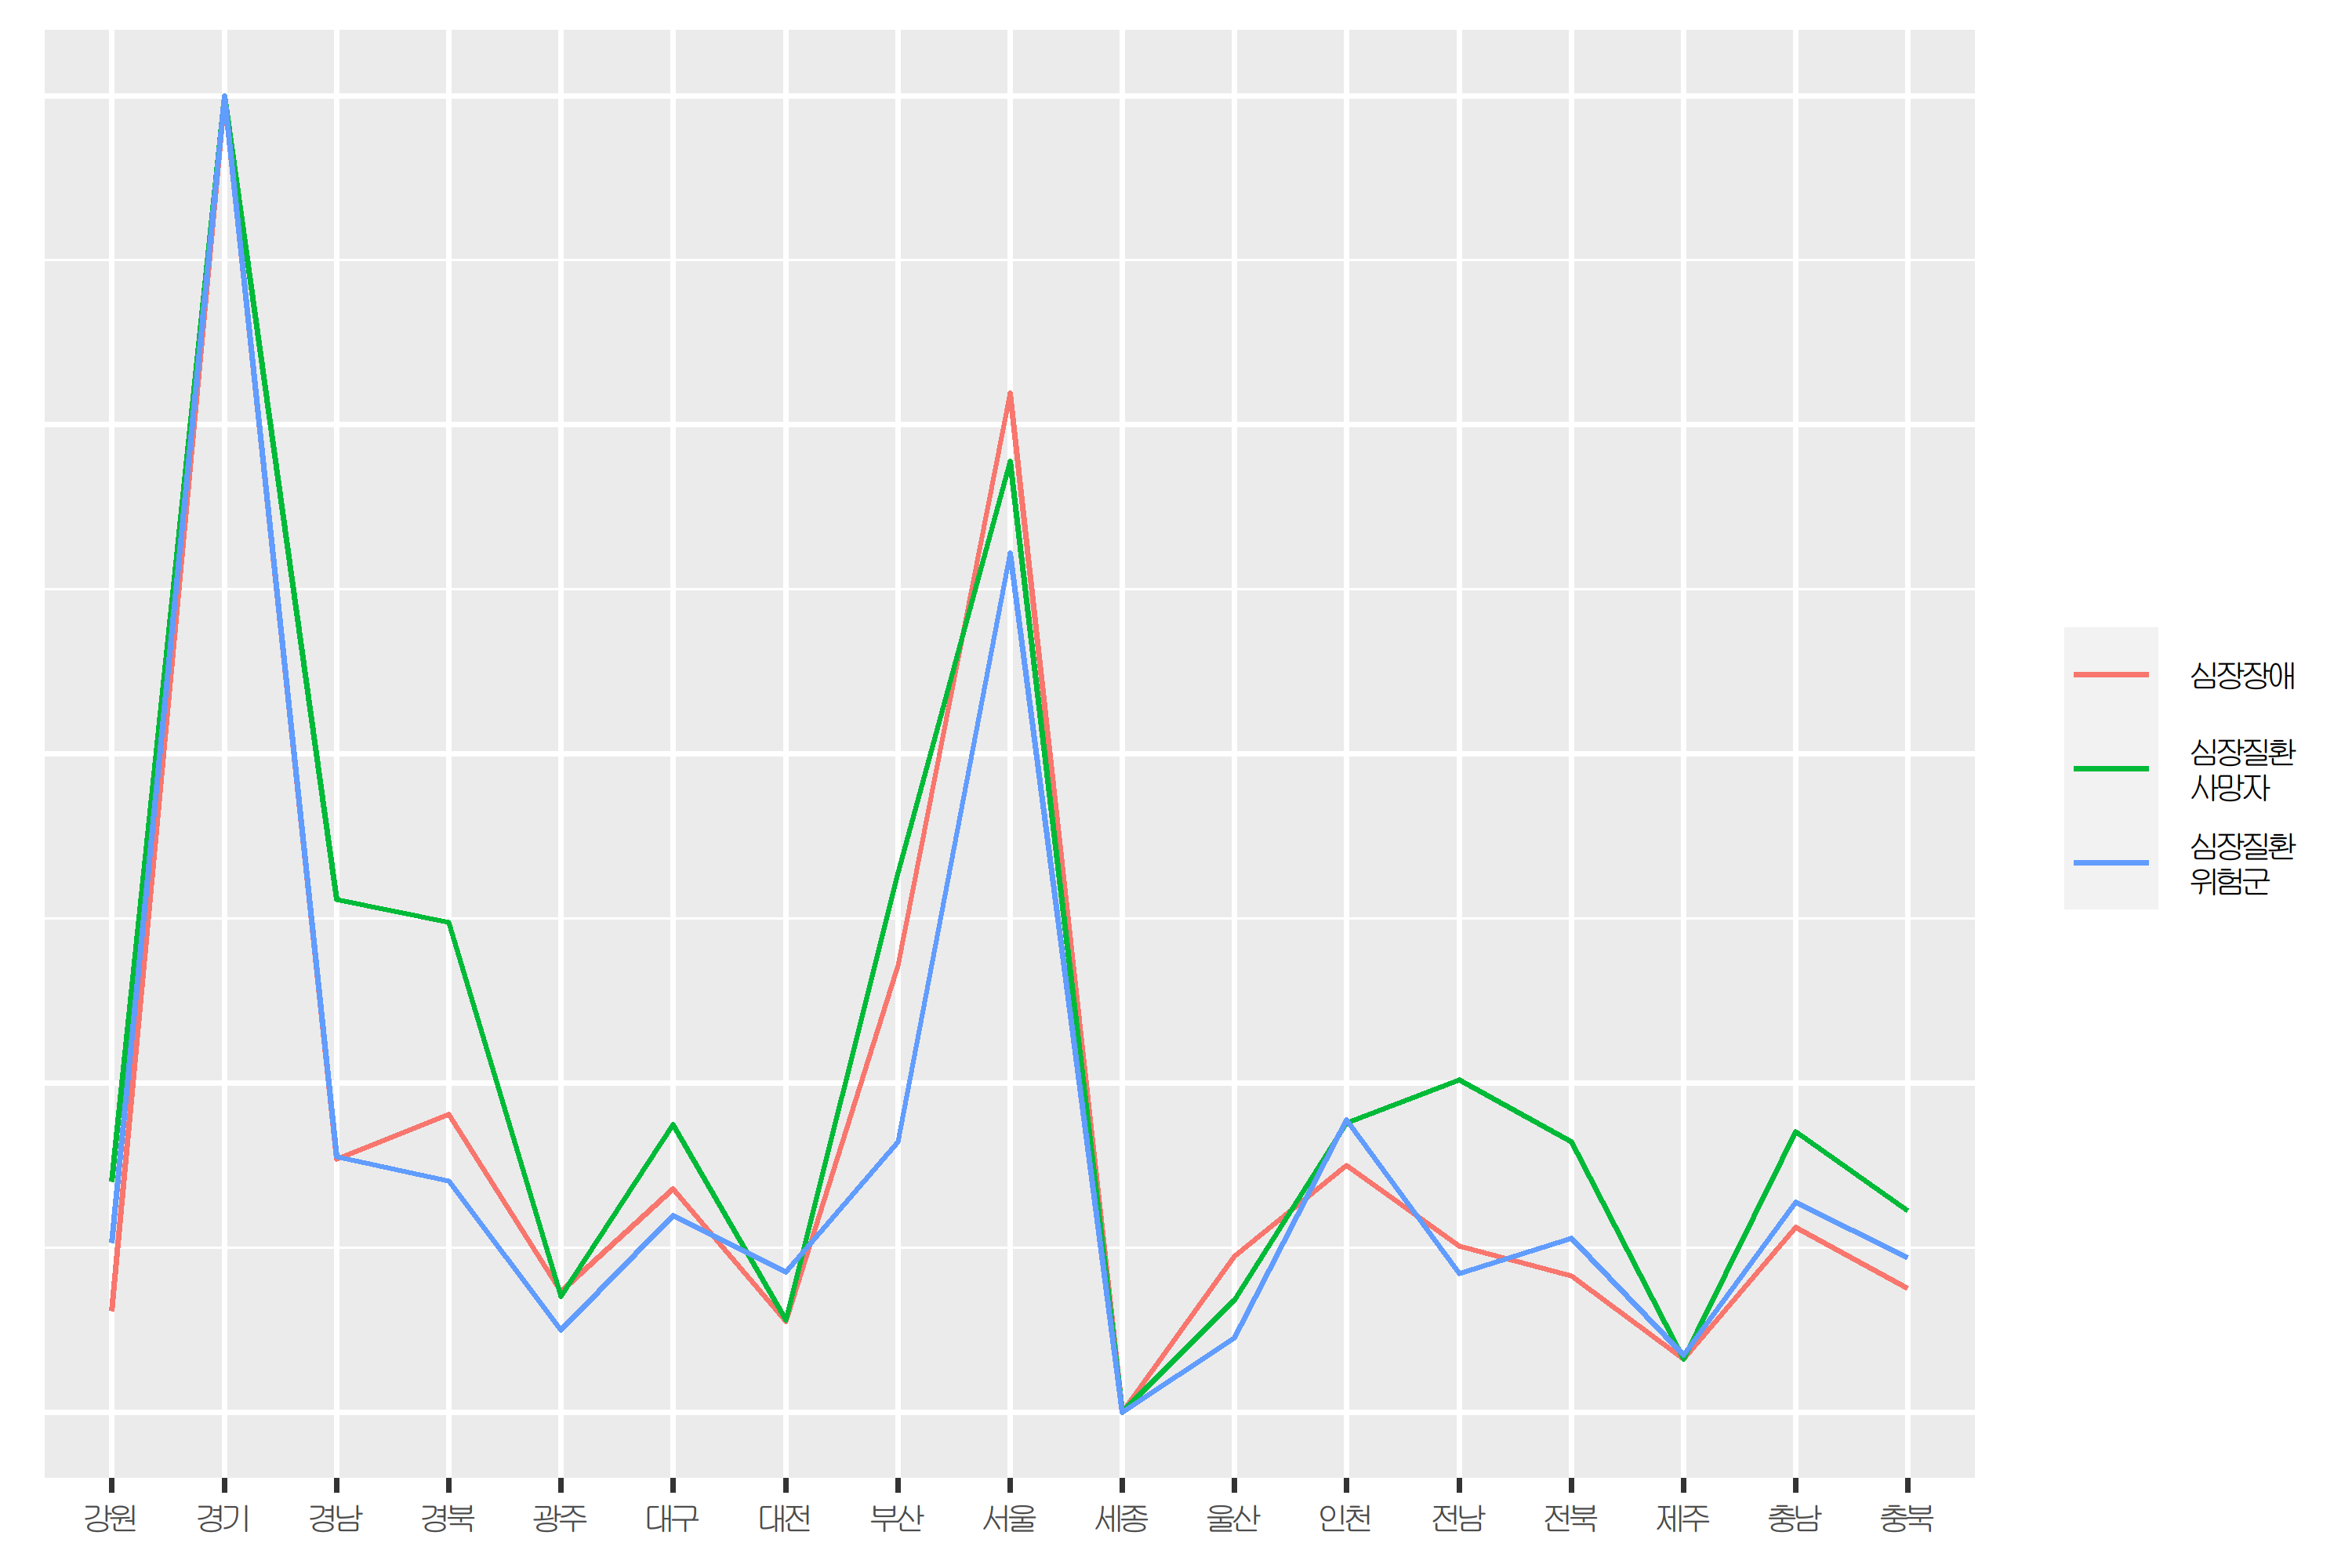 심장장애
심장질환
사망자
심장질환
위험군
강원 경기 경남 경북 광주 대구 대전 부산 서울 세종 울산 인천 전남 전북 제주 충남 충북